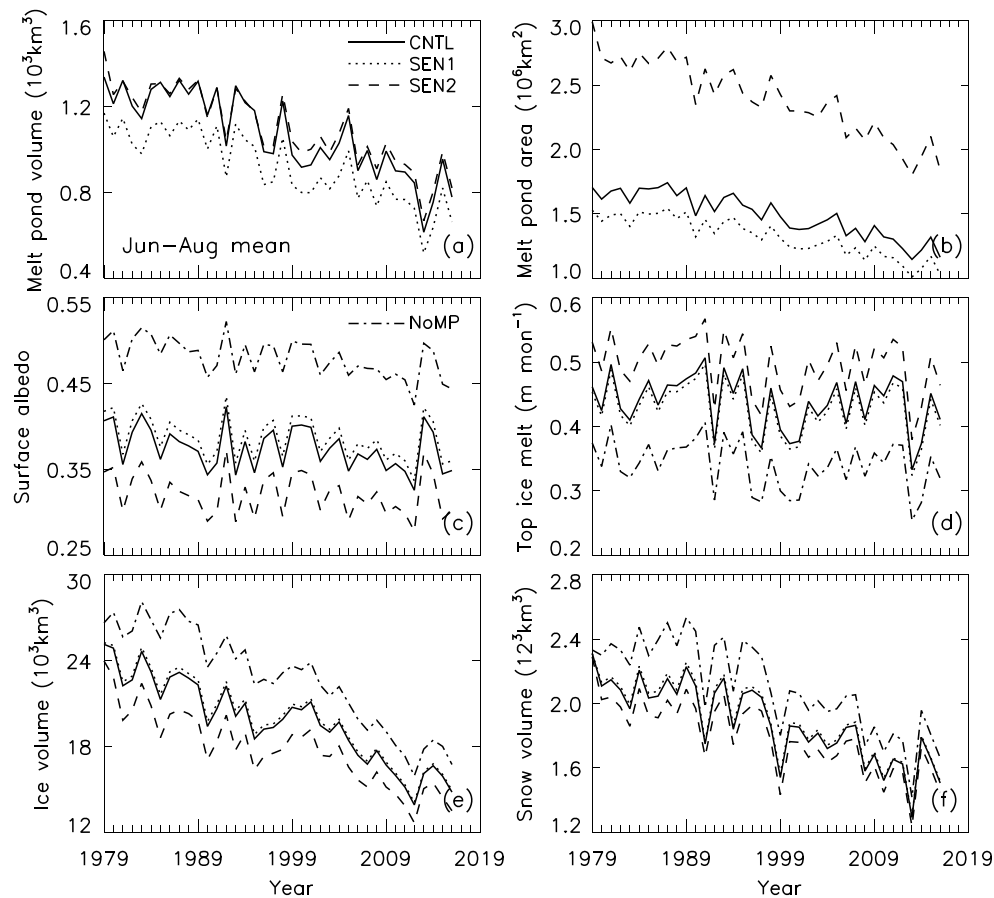 Melt pond volume (10³km³)
1.6
1.2
0.8
0.4
CNTL
SEN1
SEN2
Jun−Aug mean
(a)
Melt pond area (10⁶km²)
3.0
2.5
2.0
1.5
1.0
(b)
Surface albedo
0.55
0.45
0.35
0.25
NoMP
(c)
Top ice melt (m mon⁻¹)
0.6
0.5
0.4
0.3
0.2
(d)
Ice volume (10³km³)
30
24
18
12
(e)
1979 1989 1999 2009 2019
Year
Snow volume (12³km³)
2.8
2.4
2.0
1.6
1.2
(f)
1979 1989 1999 2009 2019
Year